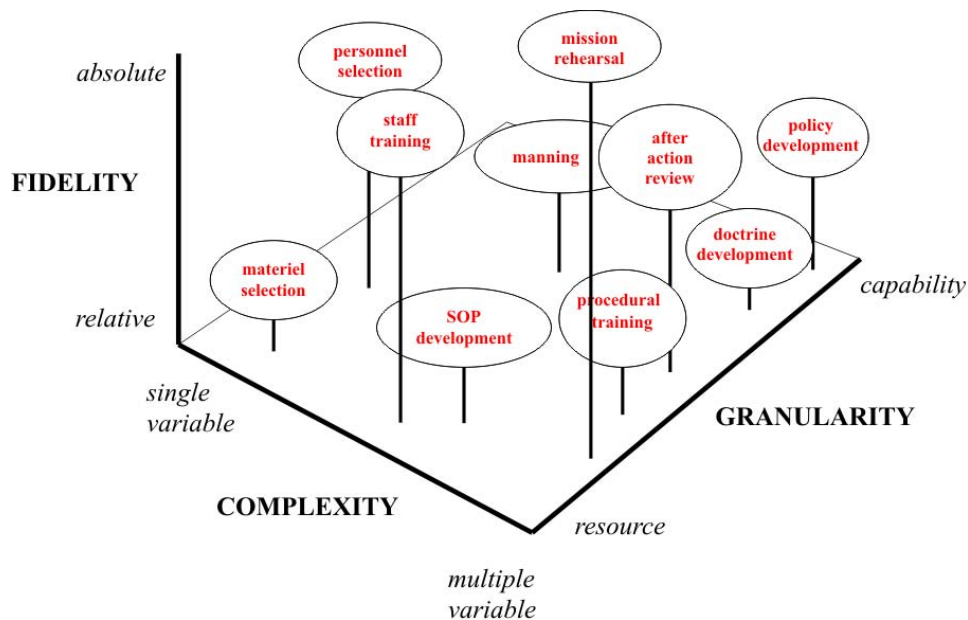 mission
rehearsal
personnel
selection
absolute
staff
training
policy
development
after
action
review
manning
FIDELITY
doctrine
development
materiel
selection
capability
procedural
training
SOP
development
relative
single
variable
GRANULARITY
COMPLEXITY
resource
multiple
variable